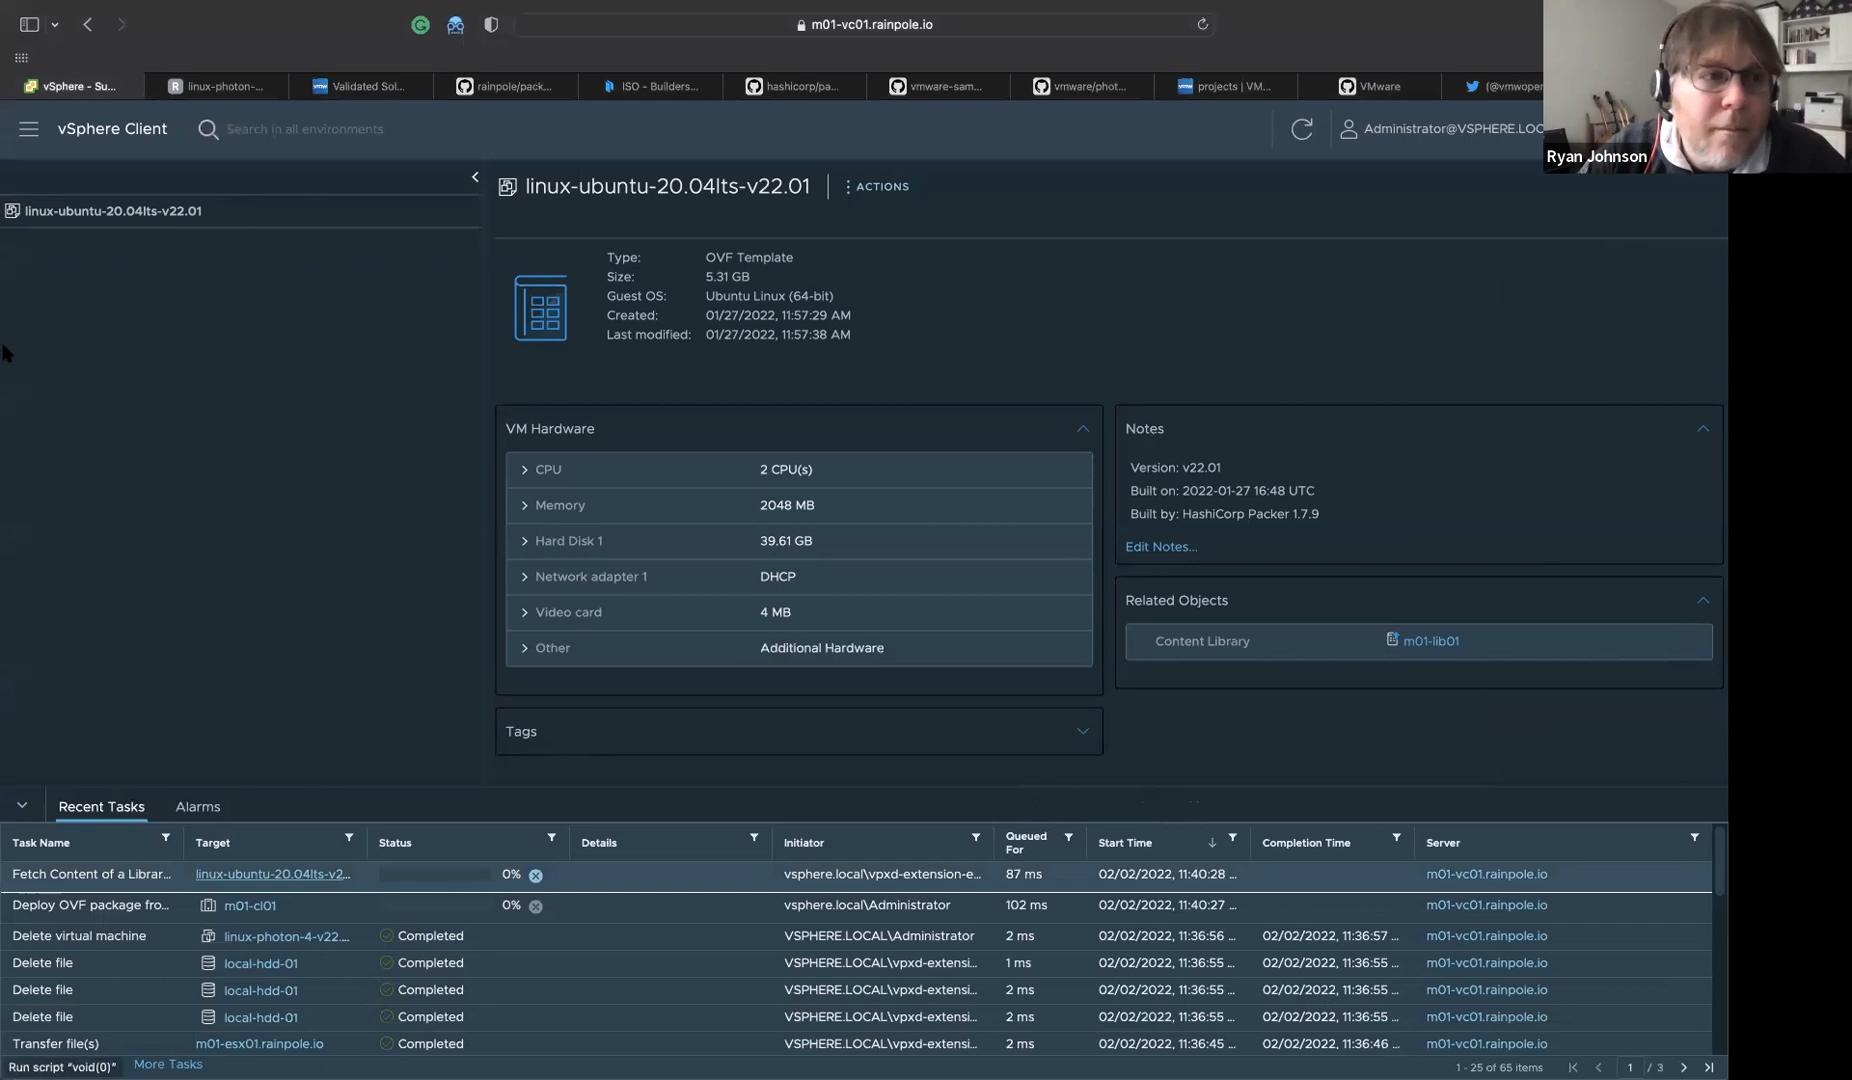 m01-vc01.rainpole.io
vSphere - Su...
linux-photon-...
Validated Sol...
rainpole/pack...
ISO - Builders...
hashicorp/pa...
vmware-sam...
vmware/phot...
projects | VM...
VMware
(@vmwopen
vSphere Client
Search in all environments
Administrator@VSPHERE.LOC
Ryan Johnson
linux-ubuntu-20.04lts-v22.01
linux-ubuntu-20.04lts-v22.01
ACTIONS
Type: OVF Template
Size: 5.31 GB
Guest OS: Ubuntu Linux (64-bit)
Created: 01/27/2022, 11:57:29 AM
Last modified: 01/27/2022, 11:57:38 AM
VM Hardware
CPU 2 CPU(s)
Memory 2048 MB
Hard Disk 1 39.61 GB
Network adapter 1 DHCP
Video card 4 MB
Other Additional Hardware
Tags
Notes
Version: v22.01
Built on: 2022-01-27 16:48 UTC
Built by: HashiCorp Packer 1.7.9
Edit Notes...
Related Objects
Content Library m01-lib01
Recent Tasks Alarms
Task Name Target Status Details Initiator Queued For Start Time Completion Time Server
Fetch Content of a Librar... linux-ubuntu-20.04lts-v2... 0% vsphere.local\vpxd-extension-e... 87 ms 02/02/2022, 11:40:28 ... m01-vc01.rainpole.io
Deploy OVF package fro... m01-cl01 0% vsphere.local\Administrator 102 ms 02/02/2022, 11:40:27 ... m01-vc01.rainpole.io
Delete virtual machine linux-photon-4-v22.... Completed VSPHERE.LOCAL\Administrator 2 ms 02/02/2022, 11:36:56 ... 02/02/2022, 11:36:57 ... m01-vc01.rainpole.io
Delete file local-hdd-01 Completed VSPHERE.LOCAL\vpxd-extensi... 1 ms 02/02/2022, 11:36:55 ... 02/02/2022, 11:36:55 ... m01-vc01.rainpole.io
Delete file local-hdd-01 Completed VSPHERE.LOCAL\vpxd-extensi... 2 ms 02/02/2022, 11:36:55 ... 02/02/2022, 11:36:55 ... m01-vc01.rainpole.io
Delete file local-hdd-01 Completed VSPHERE.LOCAL\vpxd-extensi... 2 ms 02/02/2022, 11:36:55 ... 02/02/2022, 11:36:55 ... m01-vc01.rainpole.io
Transfer file(s) m01-esx01.rainpole.io Completed VSPHERE.LOCAL\vpxd-extensi... 2 ms 02/02/2022, 11:36:45 ... 02/02/2022, 11:36:46 ... m01-vc01.rainpole.io
Run script "void(0)" More Tasks 1 - 25 of 65 items 1 / 3